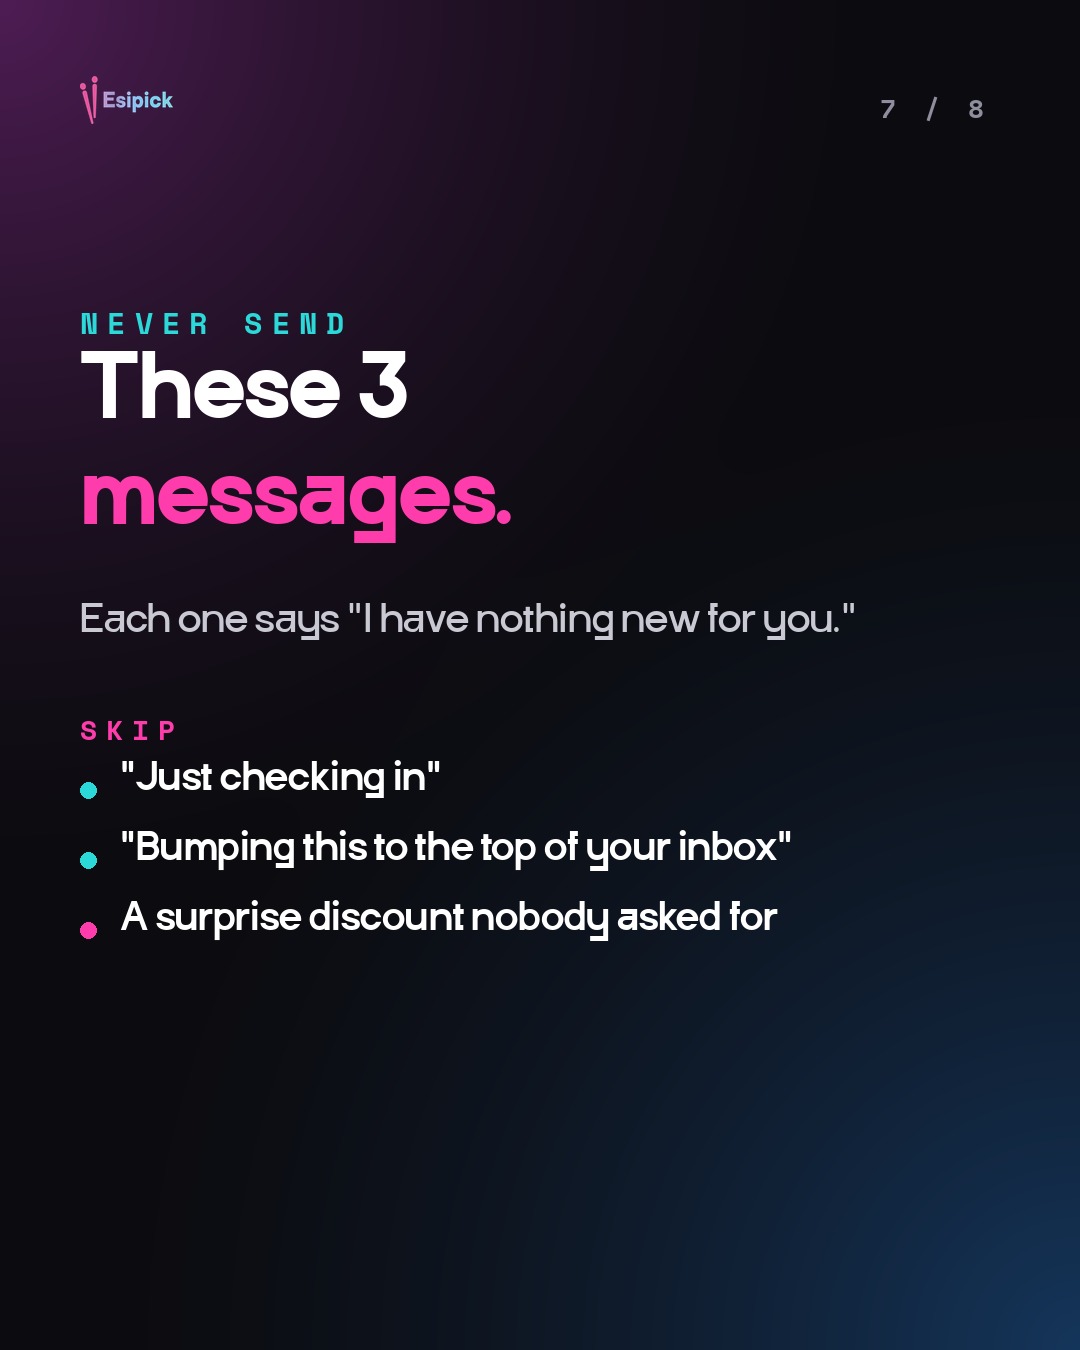 Esipick
7 / 8
NEVER SEND
These 3
messages.
Each one says "I have nothing new for you."
SKIP
"Just checking in"
"Bumping this to the top of your inbox"
A surprise discount nobody asked for